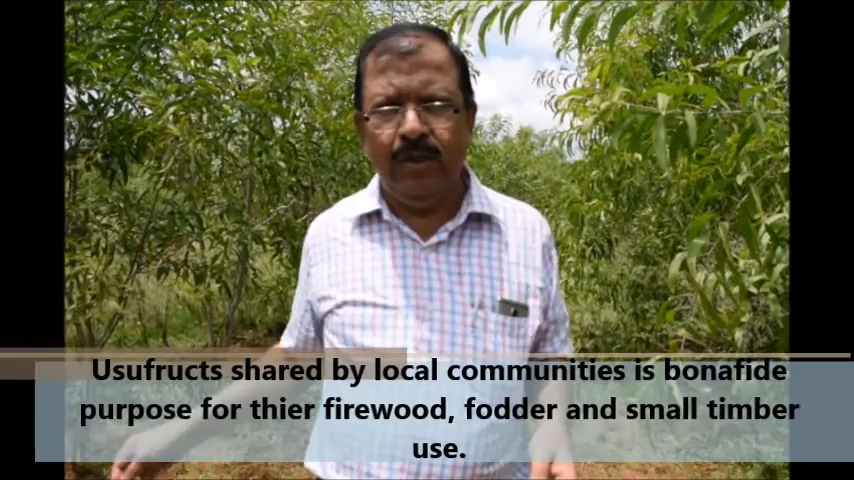 Usufructs shared by local communities is bonafide
purpose for thier firewood, fodder and small timber
use.